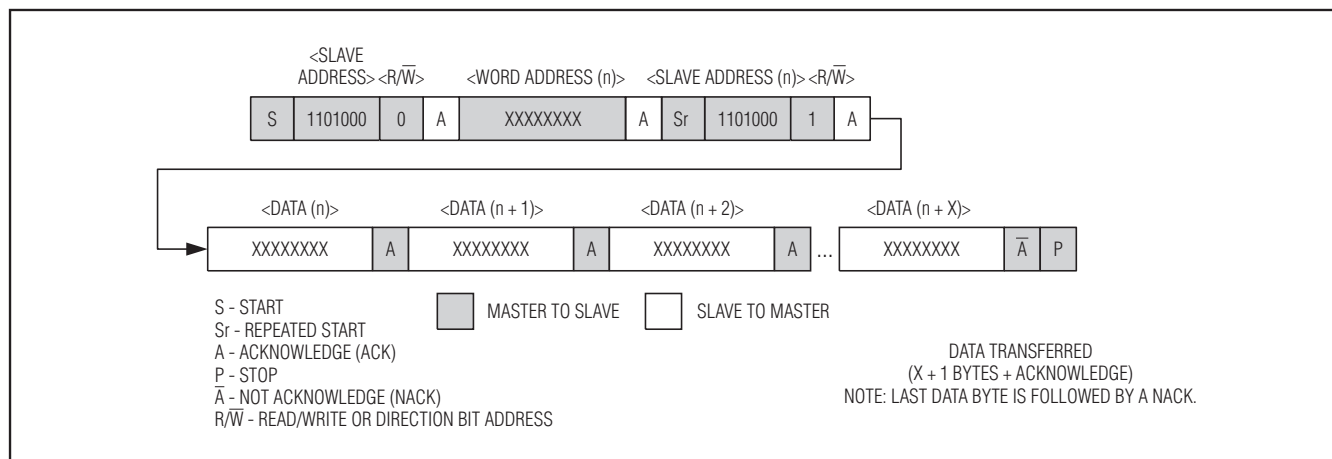 <SLAVE
ADDRESS> <R/W̅> <WORD ADDRESS (n)> <SLAVE ADDRESS (n)> <R/W̅>
S 1101000 0 A XXXXXXXX A Sr 1101000 1 A
<DATA (n)> <DATA (n + 1)> <DATA (n + 2)> <DATA (n + X)>
XXXXXXXX A XXXXXXXX A XXXXXXXX A ... XXXXXXXX A̅ P
S - START
Sr - REPEATED START
A - ACKNOWLEDGE (ACK)
P - STOP
A̅ - NOT ACKNOWLEDGE (NACK)
R/W̅ - READ/WRITE OR DIRECTION BIT ADDRESS
MASTER TO SLAVE SLAVE TO MASTER
DATA TRANSFERRED
(X + 1 BYTES + ACKNOWLEDGE)
NOTE: LAST DATA BYTE IS FOLLOWED BY A NACK.